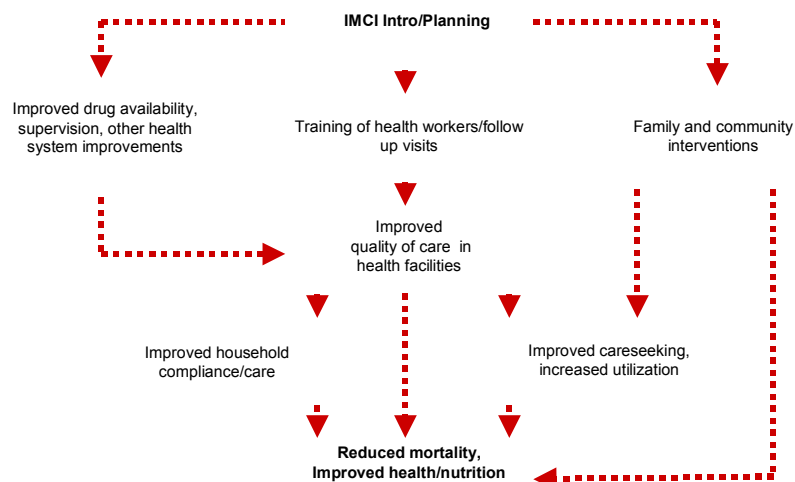 IMCI Intro/Planning
Improved drug availability,
supervision, other health
system improvements
Training of health workers/follow
up visits
Family and community
interventions
Improved
quality of care in
health facilities
Improved household
compliance/care
Improved careseeking,
increased utilization
Reduced mortality,
Improved health/nutrition